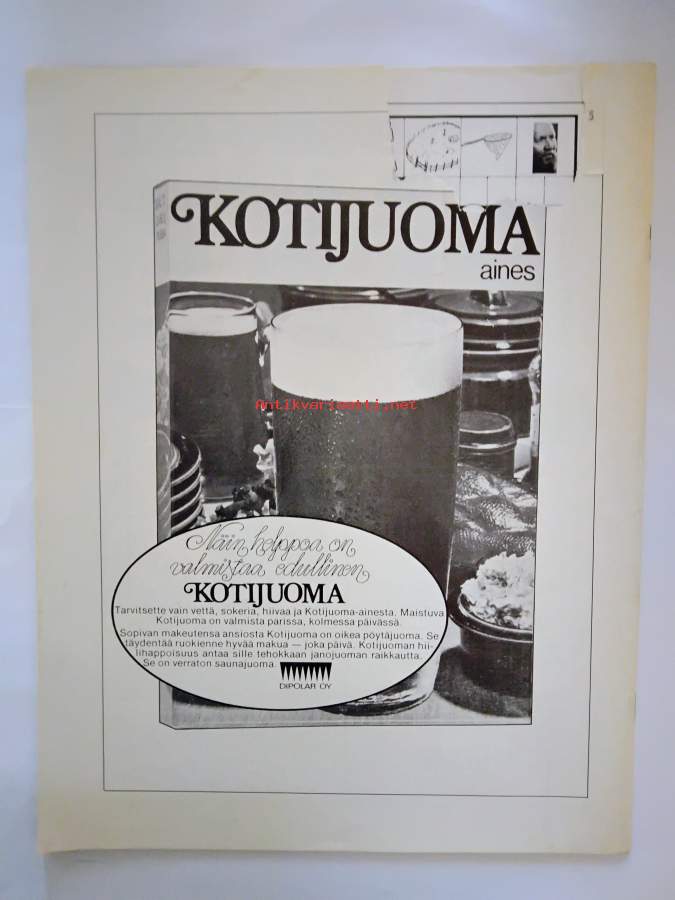 5
KOTIJUOMA
aines
Antikvariaatti.net
Näin helppoa on
valmistaa edullinen
KOTIJUOMA
Tarvitsette vain vettä, sokeria, hiivaa ja Kotijuoma-ainesta. Maistuva
Kotijuoma on valmista parissa, kolmessa päivässä.
Sopivan makeutensa ansiosta Kotijuoma on oikea pöytäjuoma. Se
täydentää ruokienne hyvää makua — joka päivä. Kotijuoman hii-
lihappoisuus antaa sille tehokkaan janojuoman raikkautta.
Se on verraton saunajuoma.
DIPOLAR OY